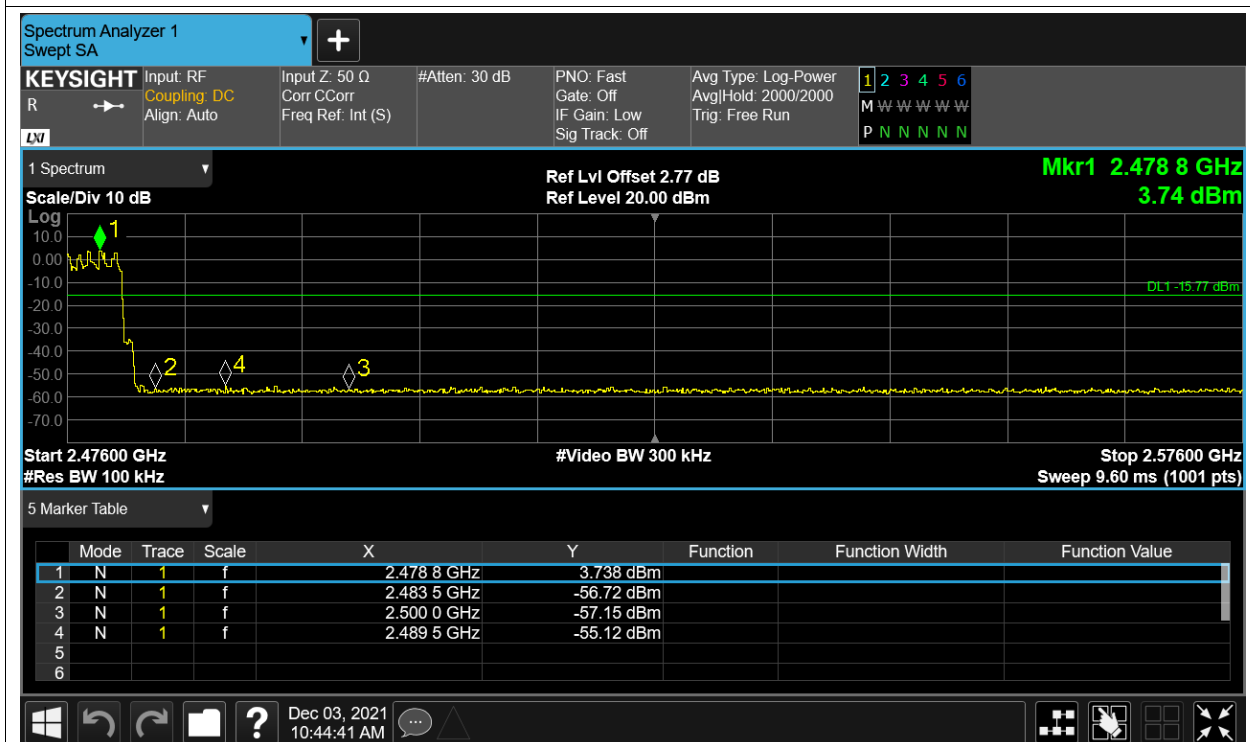 Spectrum Analyzer 1
Swept SA
+
KEYSIGHT Input: RF Input Z: 50 Ω #Atten: 30 dB PNO: Fast Avg Type: Log-Power 1 2 3 4 5 6
R Coupling: DC Corr CCorr Gate: Off Avg|Hold: 2000/2000 M W W W W W W
Align: Auto Freq Ref: Int (S) IF Gain: Low Trig: Free Run
LXI Sig Track: Off P N N N N N N
1 Spectrum Ref Lvl Offset 2.77 dB Mkr1 2.478 8 GHz
Scale/Div 10 dB Ref Level 20.00 dBm 3.74 dBm
Log
10.0 1
0.00
-10.0
DL1 -15.77 dBm
-20.0
-30.0
-40.0
2 4 3
-50.0
-60.0
-70.0
Start 2.47600 GHz #Video BW 300 kHz Stop 2.57600 GHz
#Res BW 100 kHz Sweep 9.60 ms (1001 pts)
5 Marker Table
Mode Trace Scale X Y Function Function Width Function Value
1 N 1 f 2.478 8 GHz 3.738 dBm
2 N 1 f 2.483 5 GHz -56.72 dBm
3 N 1 f 2.500 0 GHz -57.15 dBm
4 N 1 f 2.489 5 GHz -55.12 dBm
5
6
? Dec 03, 2021
10:44:41 AM